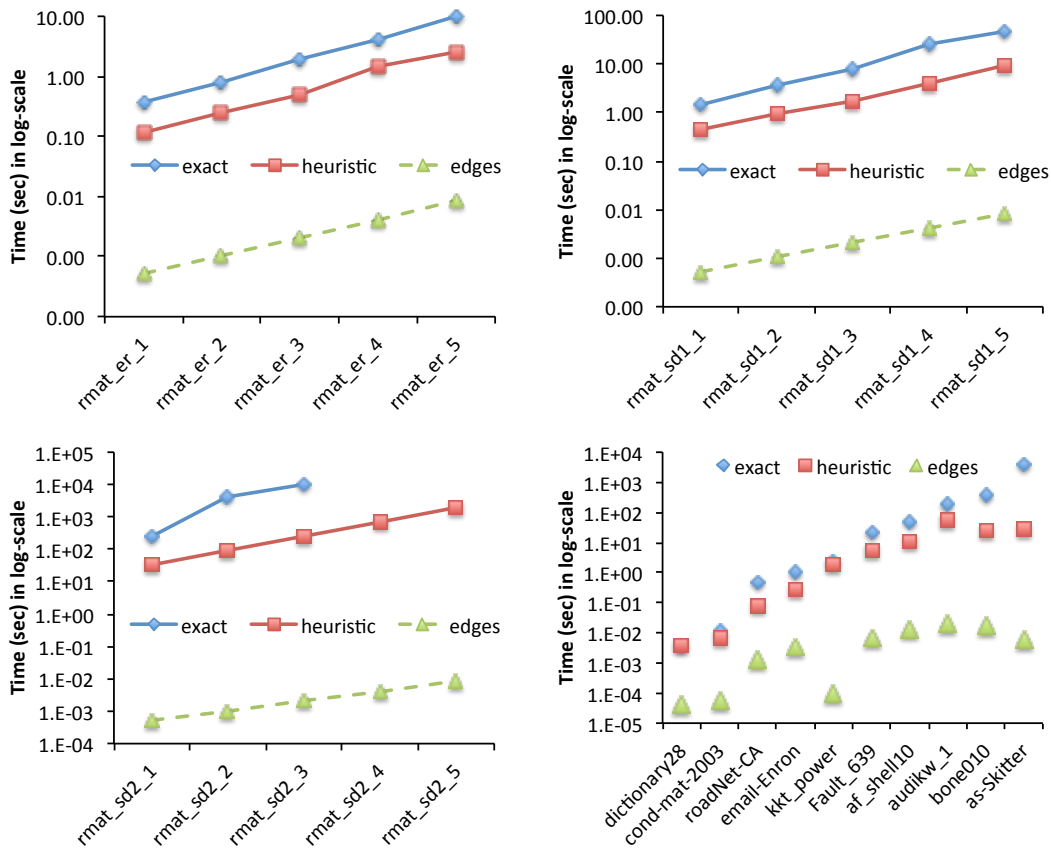 Time (sec) in log-scale
10.00
1.00
0.10
0.01
0.00
0.00
exact heuristic edges
rmat_er_1 rmat_er_2 rmat_er_3 rmat_er_4 rmat_er_5
Time (sec) in log-scale
100.00
10.00
1.00
0.10
0.01
0.00
0.00
exact heuristic edges
rmat_sd1_1 rmat_sd1_2 rmat_sd1_3 rmat_sd1_4 rmat_sd1_5
Time (sec) in log-scale
1.E+05
1.E+04
1.E+03
1.E+02
1.E+01
1.E+00
1.E-01
1.E-02
1.E-03
1.E-04
exact heuristic edges
rmat_sd2_1 rmat_sd2_2 rmat_sd2_3 rmat_sd2_4 rmat_sd2_5
Time (sec) in log-scale
1.E+04
1.E+03
1.E+02
1.E+01
1.E+00
1.E-01
1.E-02
1.E-03
1.E-04
1.E-05
exact heuristic edges
dictionary28 cond-mat-2003 roadNet-CA email-Enron kkt_power Fault_639 af_shell10 audikw_1 bone010 as-Skitter